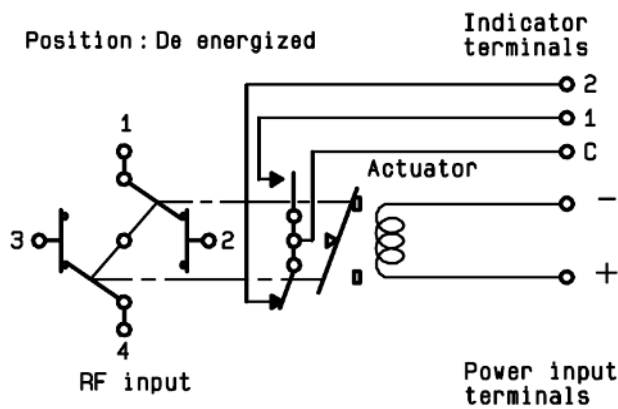 Position : De energized
Indicator
terminals
2
1
C
1
Actuator
3
2
−
+
4
RF input
Power input
terminals